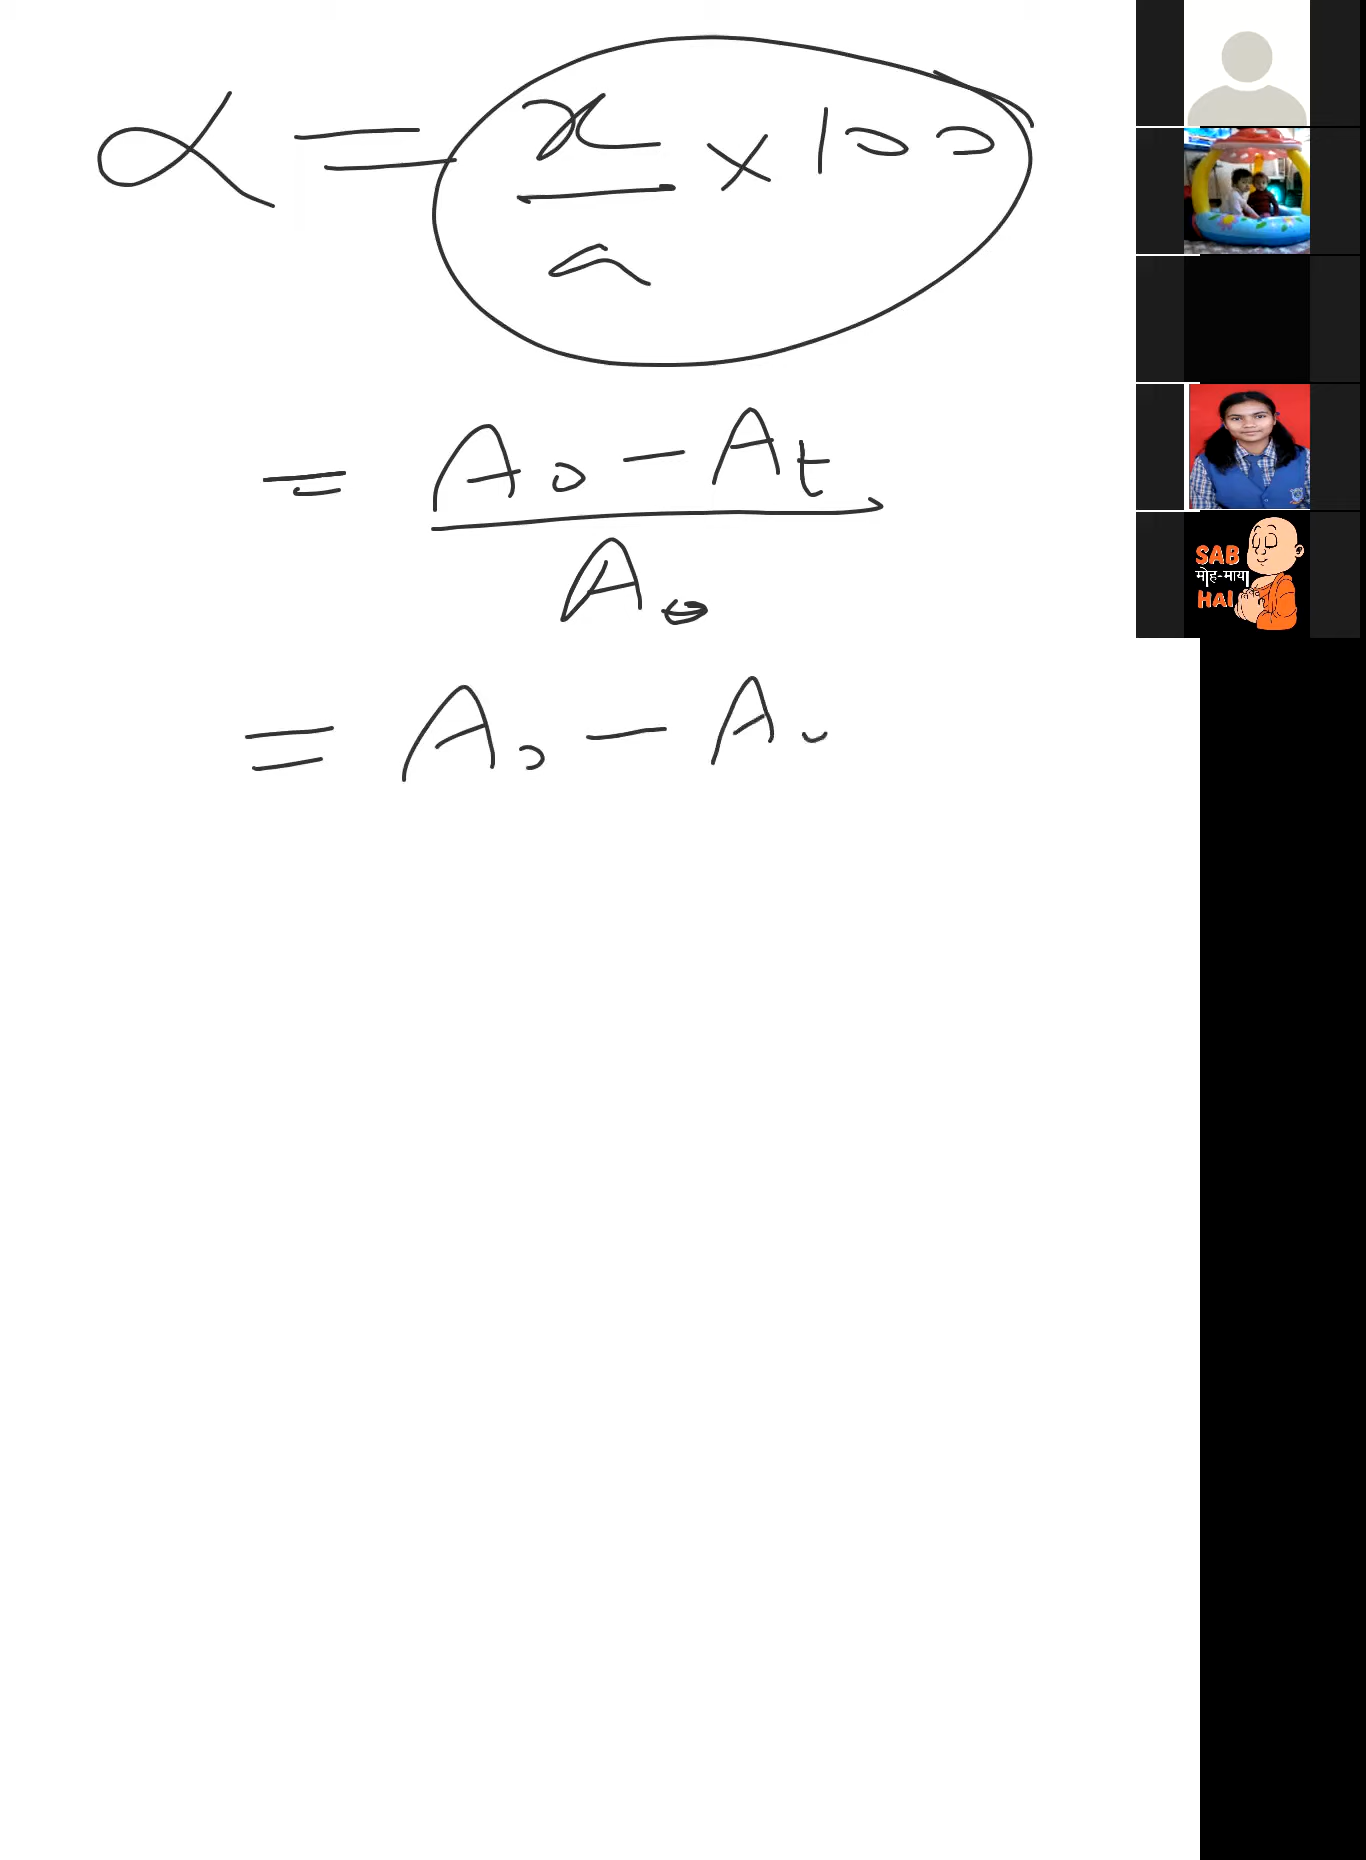 α = x/a × 100
= A₀ - Aₜ / A₀
= A₀ - A
SAB
मोह-माया
HAI